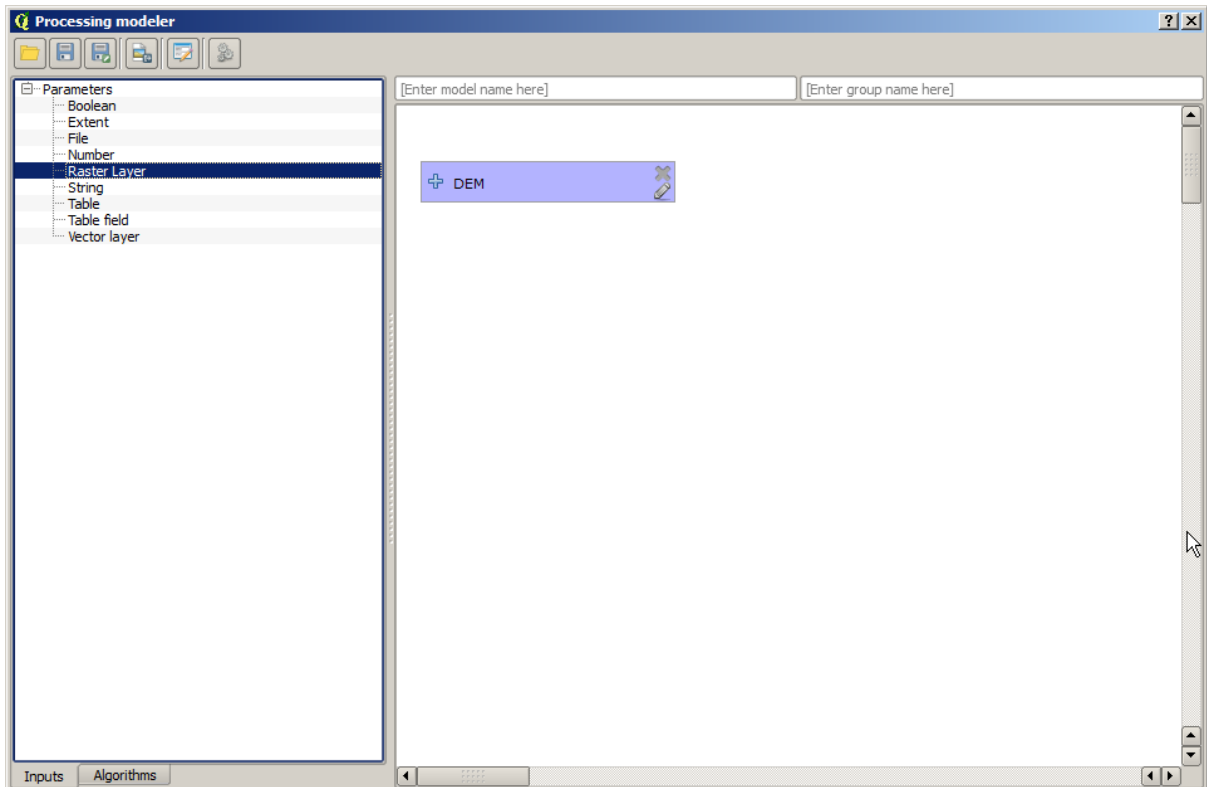 Processing modeler
[Enter model name here] [Enter group name here]
Parameters
Boolean
Extent
File
Number
Raster Layer
String
Table
Table field
Vector layer
DEM
Inputs Algorithms